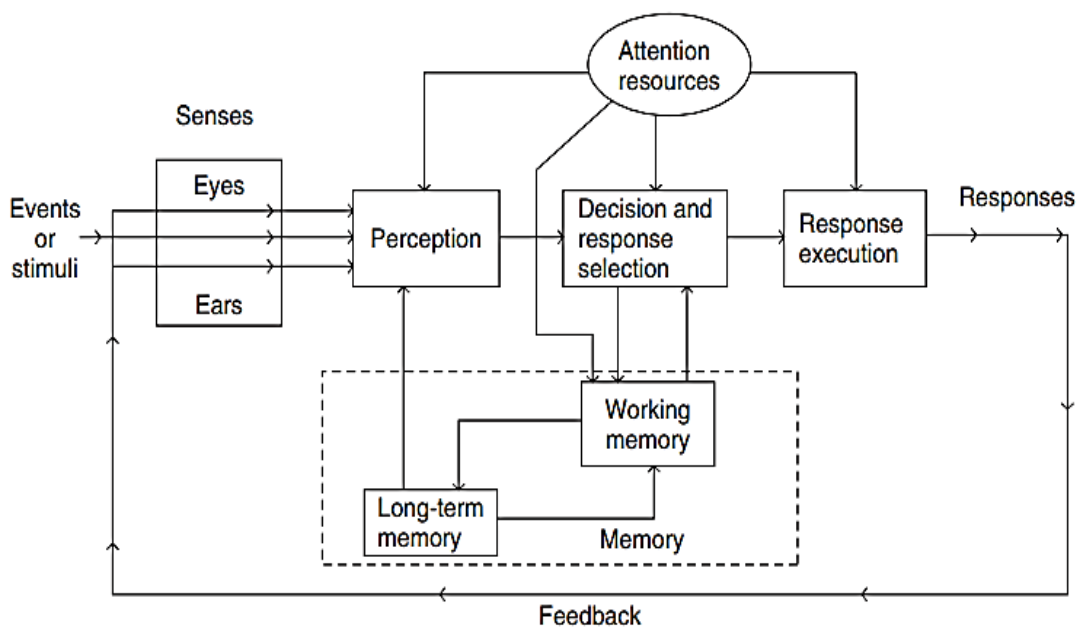 Attention
resources
Senses
Eyes
Events
or
stimuli
Perception
Decision and
response
selection
Response
execution
Responses
Ears
Working
memory
Long-term
memory
Memory
Feedback